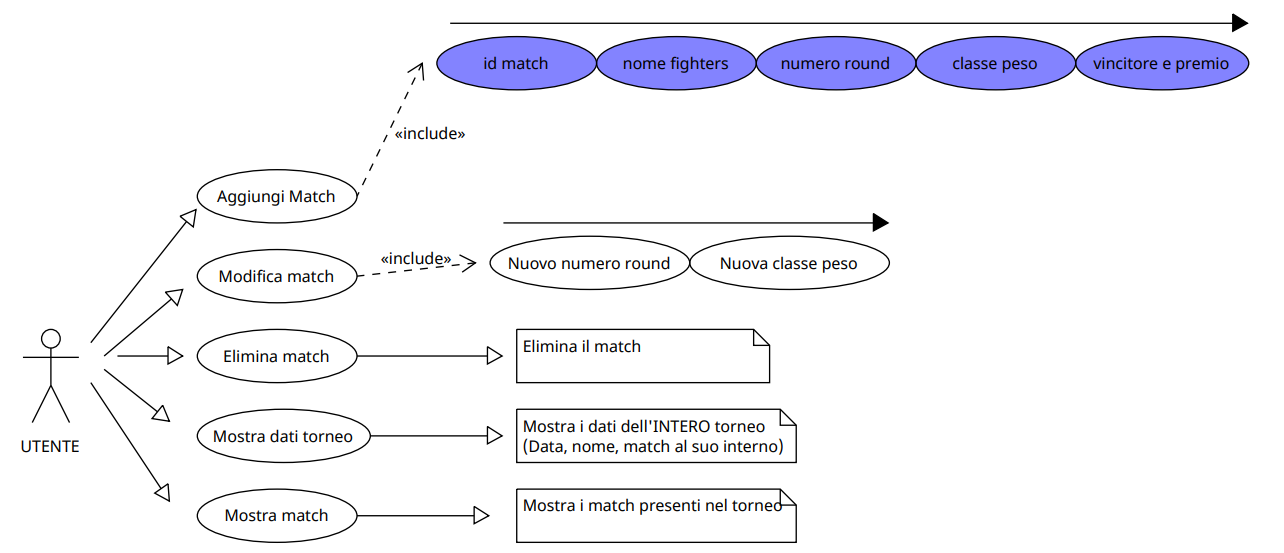 id match
nome fighters
numero round
classe peso
vincitore e premio
«include»
Aggiungi Match
«include»
Modifica match
Nuovo numero round
Nuova classe peso
Elimina match
Elimina il match
UTENTE
Mostra dati torneo
Mostra i dati dell'INTERO torneo
(Data, nome, match al suo interno)
Mostra match
Mostra i match presenti nel torneo